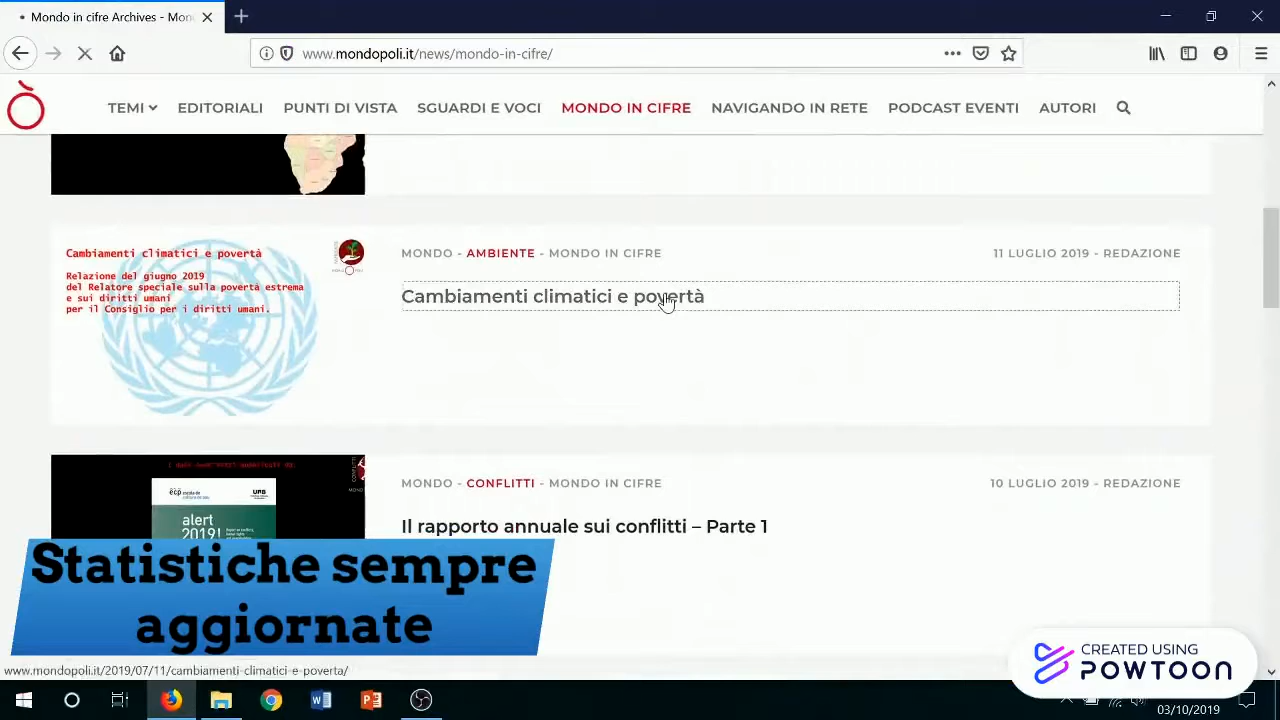 Mondo in cifre Archives - Mon
www.mondopoli.it/news/mondo-in-cifre/
TEMI EDITORIALI PUNTI DI VISTA SGUARDI E VOCI MONDO IN CIFRE NAVIGANDO IN RETE PODCAST EVENTI AUTORI
Cambiamenti climatici e povertà
Relazione del giugno 2019
del Relatore speciale sulla povertà estrema
e sui diritti umani
per il Consiglio per i diritti umani.
MONDO - AMBIENTE - MONDO IN CIFRE
11 LUGLIO 2019 - REDAZIONE
Cambiamenti climatici e povertà
ecp
UAB
alert
2019!
MONDO - CONFLITTI - MONDO IN CIFRE
10 LUGLIO 2019 - REDAZIONE
Il rapporto annuale sui conflitti – Parte 1
Statistiche sempre
aggiornate
www.mondopoli.it/2019/07/11/cambiamenti-climatici-e-poverta/
CREATED USING
POWTOON
03/10/2019